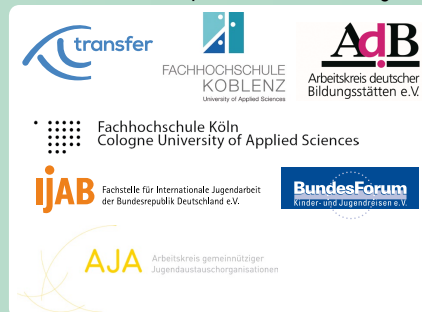 transfer
FACHHOCHSCHULE
KOBLENZ
University of Applied Sciences
AdB
Arbeitskreis deutscher
Bildungsstätten e.V.
Fachhochschule Köln
Cologne University of Applied Sciences
IjAB
Fachstelle für Internationale Jugendarbeit
der Bundesrepublik Deutschland e.V.
BundesForum
Kinder- und Jugendreisen e.V.
AJA
Arbeitskreis gemeinnütziger
Jugendaustauschorganisationen